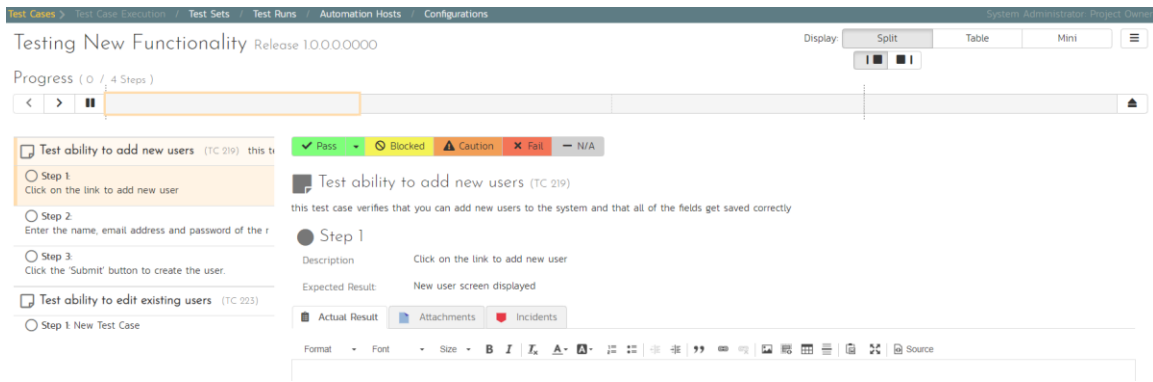 Test Cases > Test Case Execution / Test Sets / Test Runs / Automation Hosts / Configurations System Administrator: Project Owner
Testing New Functionality Release 1.0.0.0.0000
Display: Split Table Mini
Progress ( 0 / 4 Steps )
Test ability to add new users (TC 219) this te
Step 1:
Click on the link to add new user
Step 2:
Enter the name, email address and password of the r
Step 3:
Click the 'Submit' button to create the user.
Test ability to edit existing users (TC 223)
Step 1: New Test Case
Pass Blocked Caution Fail N/A
Test ability to add new users (TC 219)
this test case verifies that you can add new users to the system and that all of the fields get saved correctly
Step 1
Description Click on the link to add new user
Expected Result: New user screen displayed
Actual Result Attachments Incidents
Format Font Size B I Tx A A Source